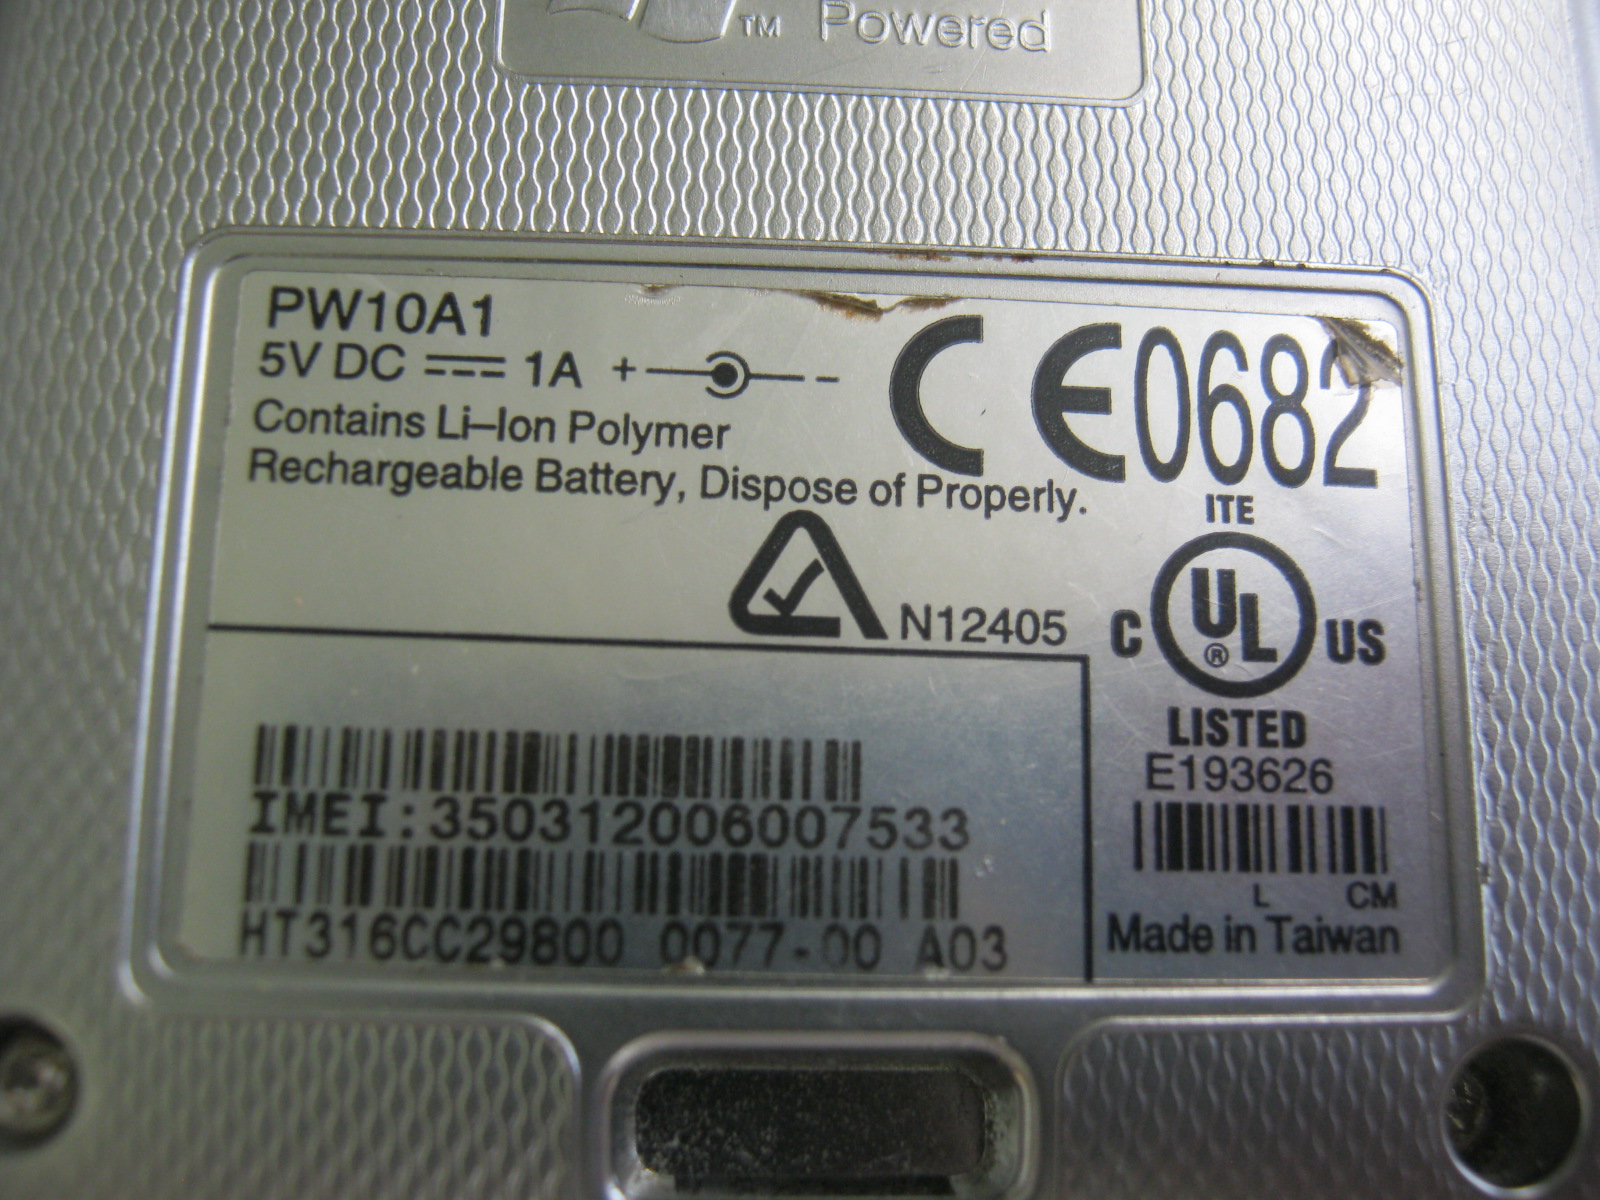 ™ Powered
PW10A1
5V DC ⎓ 1A + -
Contains Li-Ion Polymer
Rechargeable Battery, Dispose of Properly.
CE0682
N12405
ITE
C UL® US
LISTED
E193626
L CM
Made in Taiwan
IMEI:350312006007533
HT316CC29800 0077-00 A03